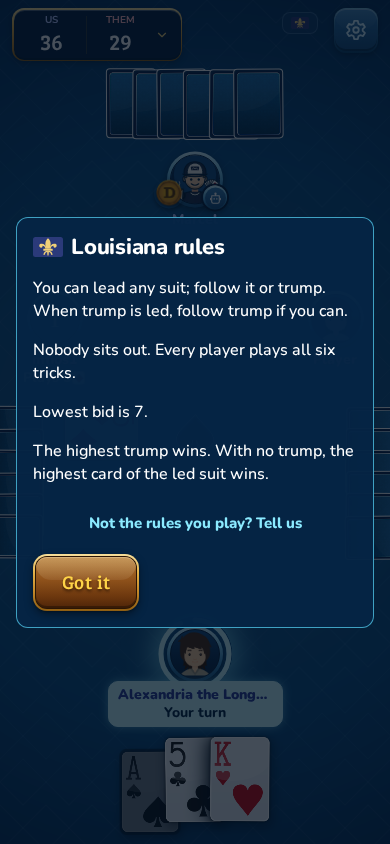 US
THEM
36
29
D
Louisiana rules
You can lead any suit; follow it or trump.
When trump is led, follow trump if you can.
Nobody sits out. Every player plays all six
tricks.
Lowest bid is 7.
The highest trump wins. With no trump, the
highest card of the led suit wins.
Not the rules you play? Tell us
Got it
Alexandria the Long...
Your turn
A
5
K